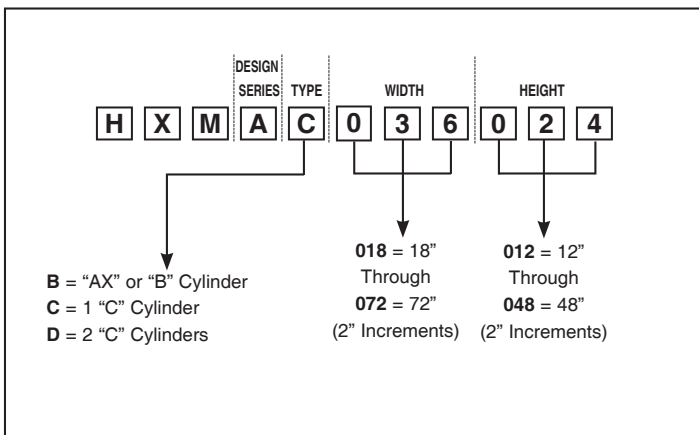 DESIGN
SERIES TYPE WIDTH HEIGHT
H X M A C 0 3 6 0 2 4
B = “AX” or “B” Cylinder
C = 1 “C” Cylinder
D = 2 “C” Cylinders
018 = 18”
Through
072 = 72”
(2” Increments)
012 = 12”
Through
048 = 48”
(2” Increments)